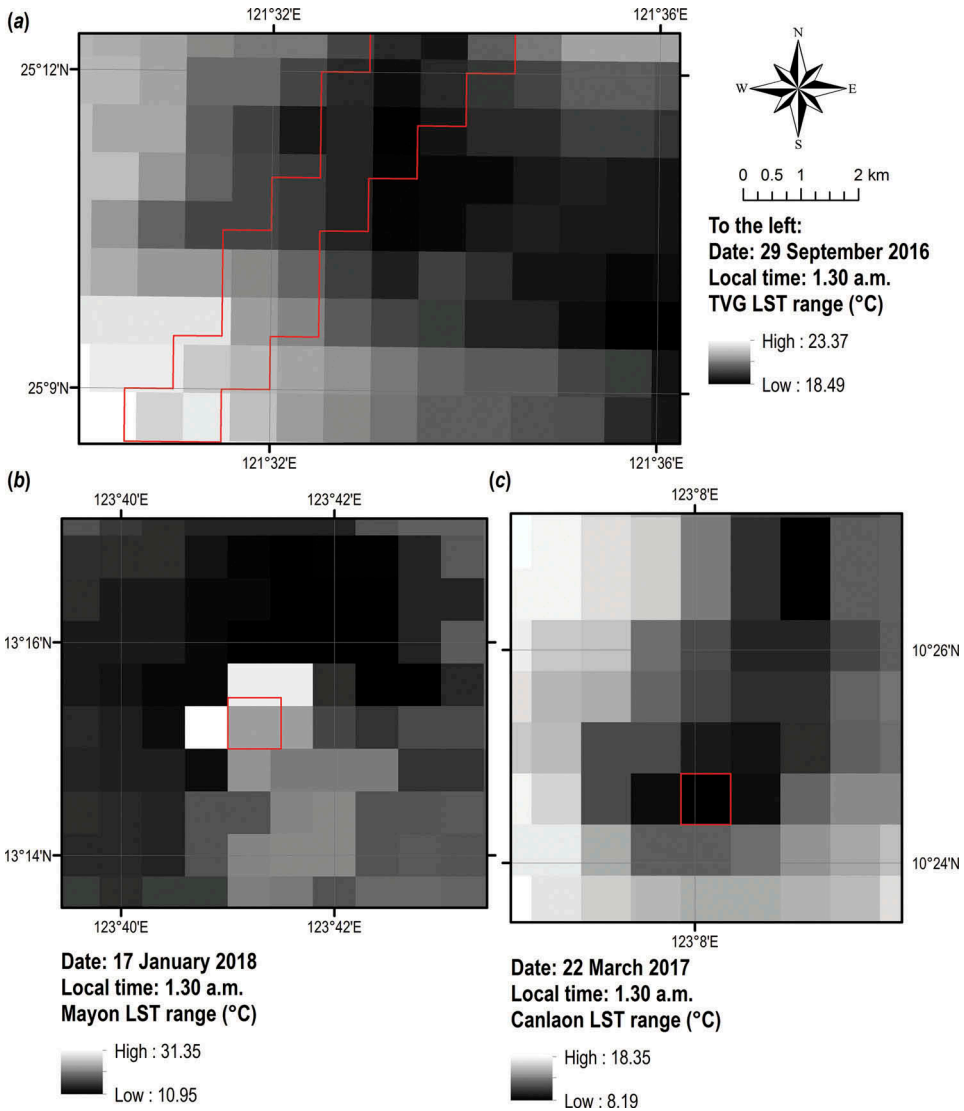 (a)
121°32'E 121°36'E
25°12'N
25°9'N
121°32'E 121°36'E
N
W E
S
0 0.5 1 2 km
To the left:
Date: 29 September 2016
Local time: 1.30 a.m.
TVG LST range (°C)
High : 23.37
Low : 18.49
(b)
123°40'E 123°42'E
13°16'N
13°14'N
123°40'E 123°42'E
Date: 17 January 2018
Local time: 1.30 a.m.
Mayon LST range (°C)
High : 31.35
Low : 10.95
(c)
123°8'E
10°26'N
10°24'N
123°8'E
Date: 22 March 2017
Local time: 1.30 a.m.
Canlaon LST range (°C)
High : 18.35
Low : 8.19